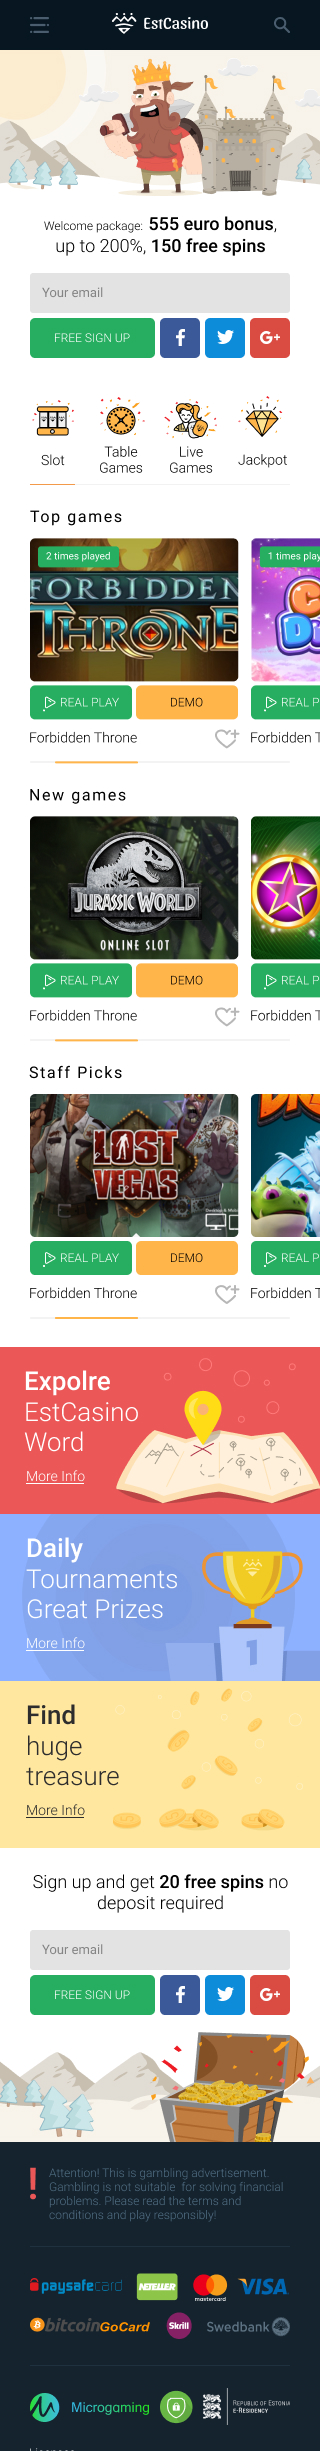 EstCasino
Welcome package: 555 euro bonus,
up to 200%, 150 free spins
Your email
FREE SIGN UP
G+
Slot
Table
Games
Live
Games
Jackpot
Top games
2 times played
1 times play
FORBIDDEN
THRONE
REAL PLAY
DEMO
REAL P
Forbidden Throne
Forbidden T
New games
JURASSIC WORLD
ONLINE SLOT
REAL PLAY
DEMO
REAL P
Forbidden Throne
Forbidden T
Staff Picks
LOST
VEGAS
REAL PLAY
DEMO
REAL P
Forbidden Throne
Forbidden T
Expolre
EstCasino
Word
More Info
Daily
Tournaments
Great Prizes
More Info
1
Find
huge
treasure
More Info
Sign up and get 20 free spins no
deposit required
Your email
FREE SIGN UP
G+
Attention! This is gambling advertisement.
Gambling is not suitable for solving financial
problems. Please read the terms and
conditions and play responsibly!
paysafecard
NETELLER
mastercard
VISA
bitcoin
GoCard
Skrill
Swedbank
Microgaming
REPUBLIC OF ESTONIA
e-RESIDENCY